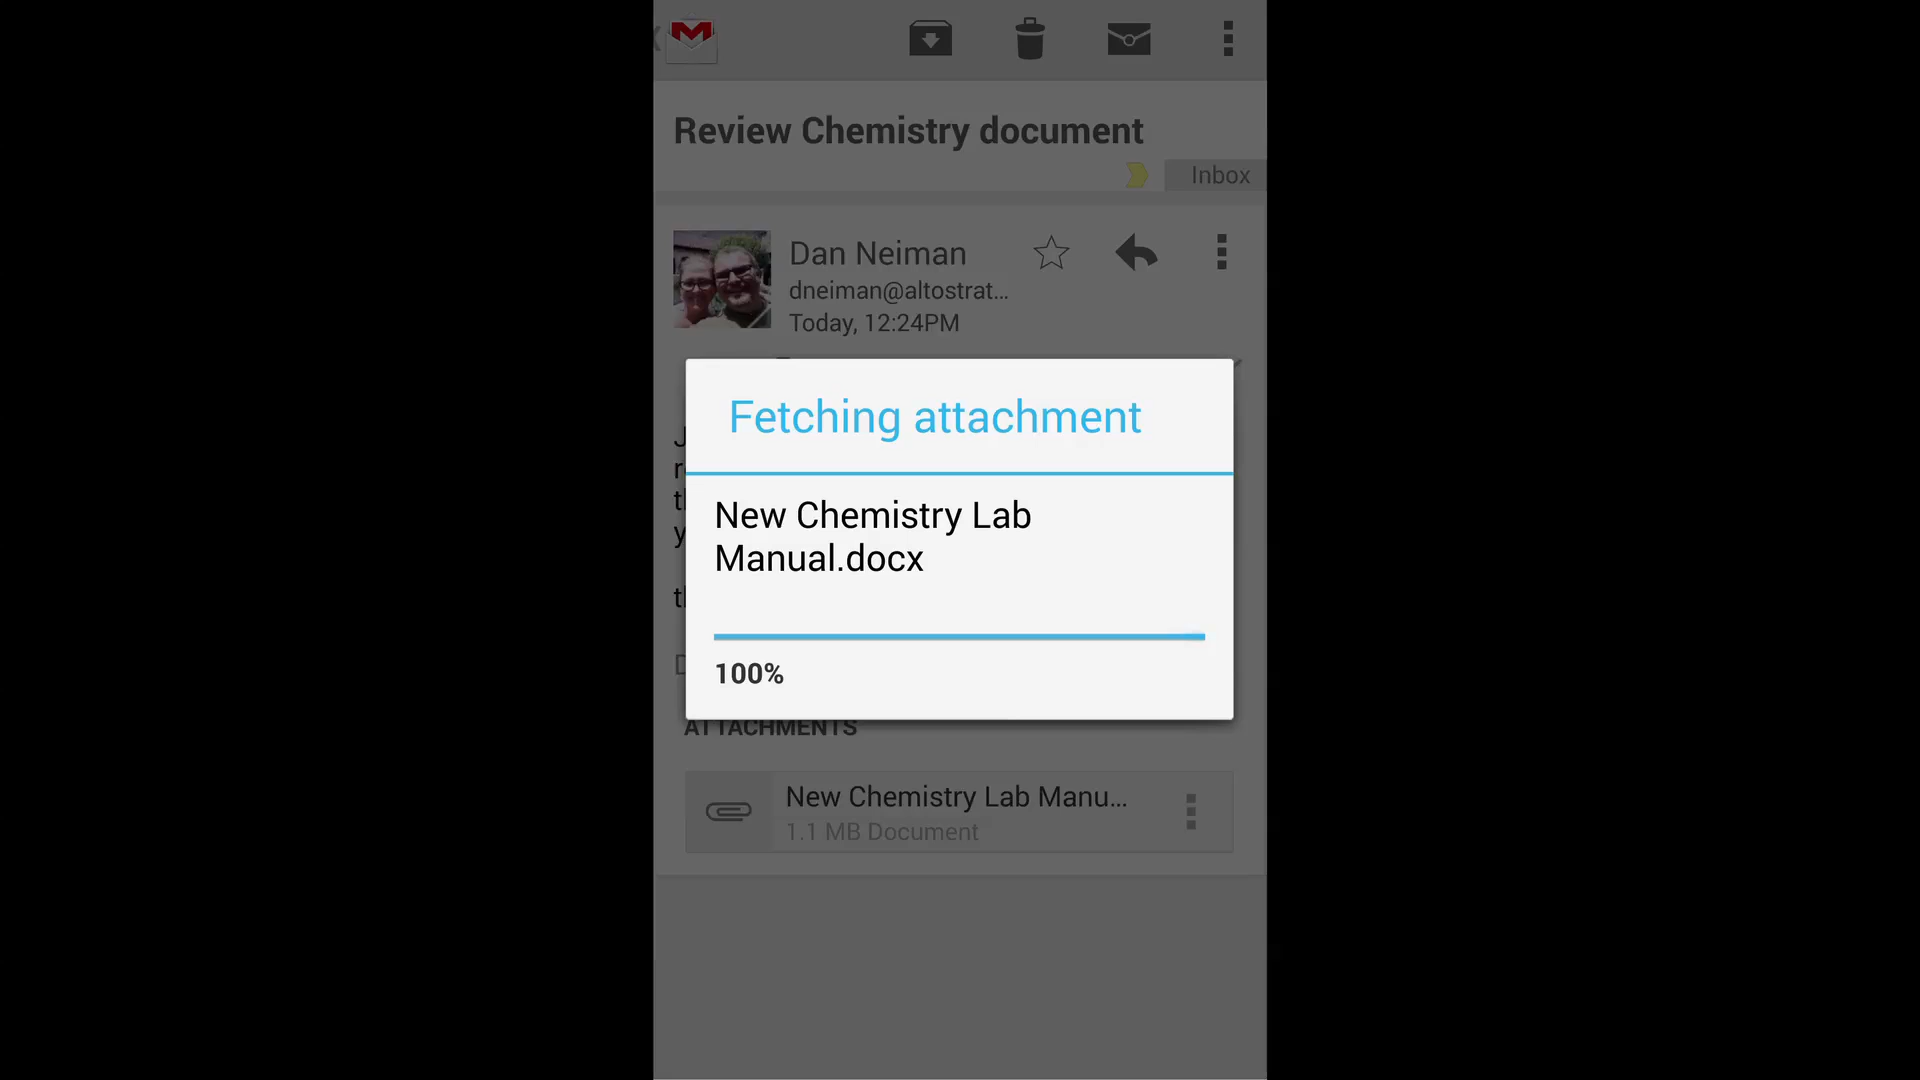 Review Chemistry document
Inbox
Dan Neiman
dneiman@altostrat...
Today, 12:24PM
Fetching attachment
New Chemistry Lab
Manual.docx
100%
ATTACHMENTS
New Chemistry Lab Manu...
1.1 MB Document